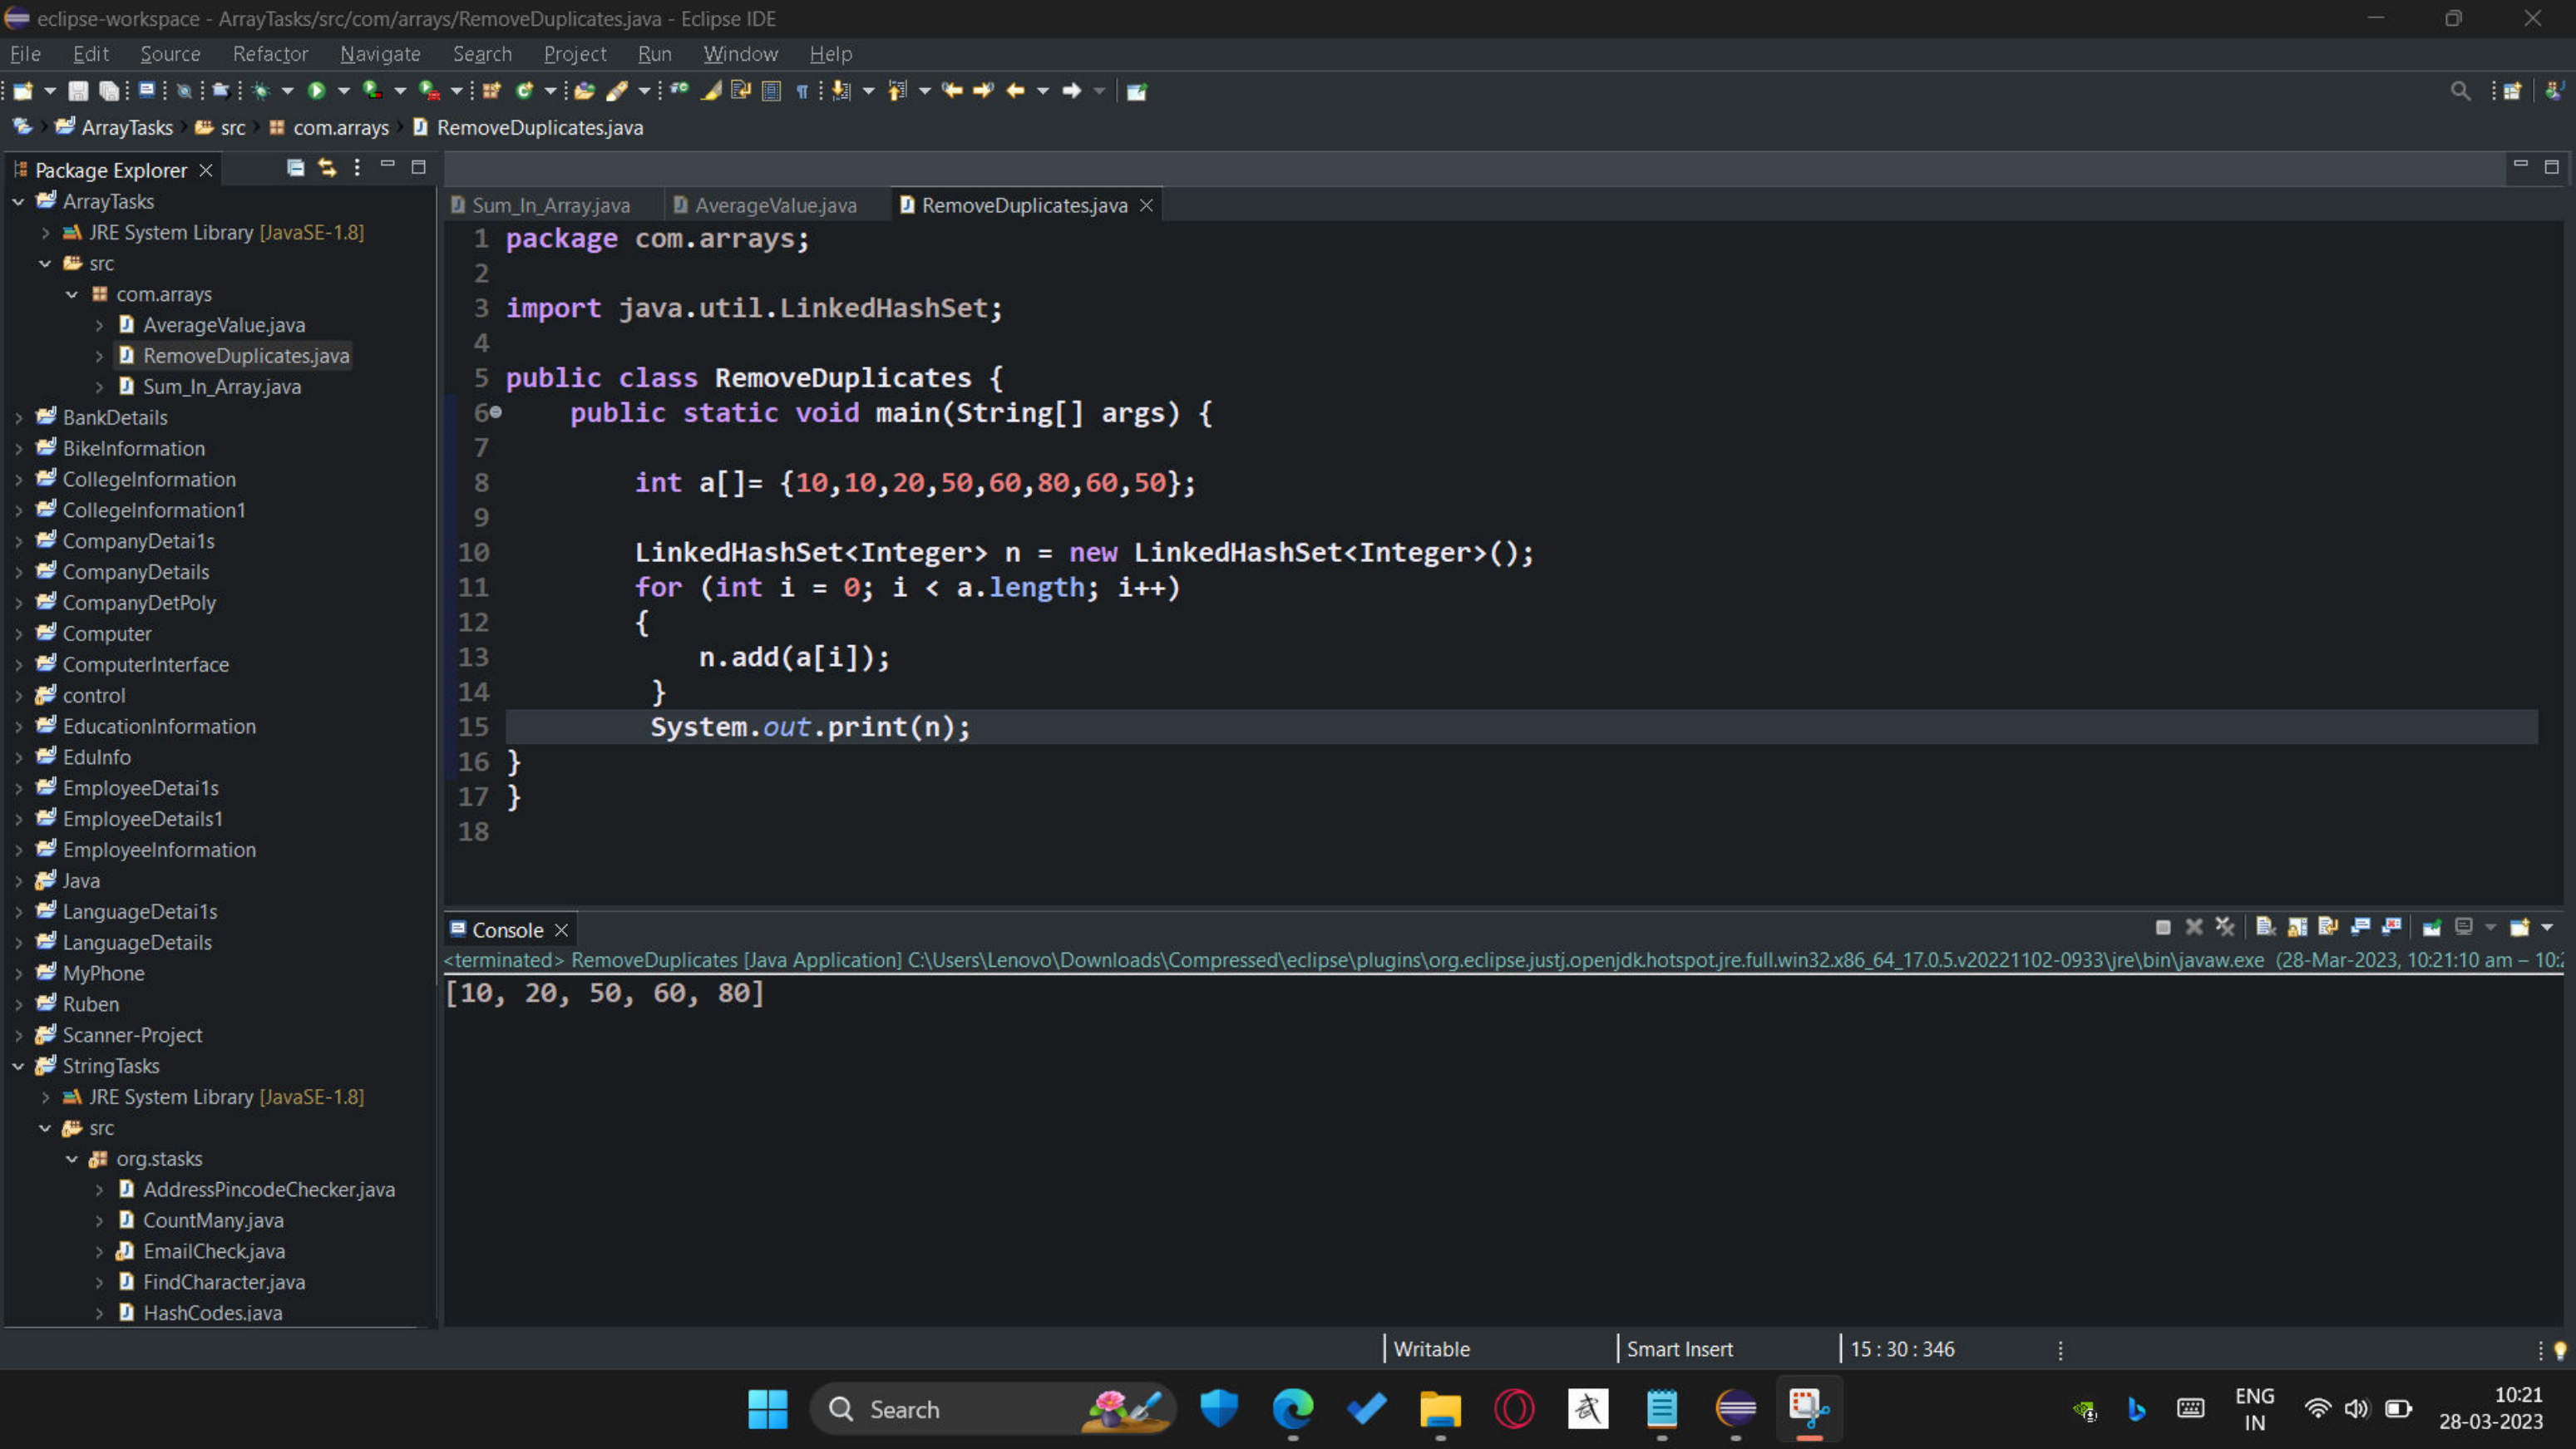 eclipse-workspace - ArrayTasks/src/com/arrays/RemoveDuplicates.java - Eclipse IDE
File Edit Source Refactor Navigate Search Project Run Window Help
ArrayTasks src com.arrays RemoveDuplicates.java
Package Explorer
ArrayTasks
JRE System Library [JavaSE-1.8]
src
com.arrays
AverageValue.java
RemoveDuplicates.java
Sum_In_Array.java
BankDetails
BikeInformation
CollegeInformation
CollegeInformation1
CompanyDetai1s
CompanyDetails
CompanyDetPoly
Computer
ComputerInterface
control
EducationInformation
EduInfo
EmployeeDetai1s
EmployeeDetails1
EmployeeInformation
Java
LanguageDetai1s
LanguageDetails
MyPhone
Ruben
Scanner-Project
StringTasks
JRE System Library [JavaSE-1.8]
src
org.stasks
AddressPincodeChecker.java
CountMany.java
EmailCheck.java
FindCharacter.java
HashCodes.java
Sum_In_Array.java AverageValue.java RemoveDuplicates.java
1 package com.arrays;
2
3 import java.util.LinkedHashSet;
4
5 public class RemoveDuplicates {
6 public static void main(String[] args) {
7
8 int a[]= {10,10,20,50,60,80,60,50};
9
10 LinkedHashSet<Integer> n = new LinkedHashSet<Integer>();
11 for (int i = 0; i < a.length; i++)
12 {
13 n.add(a[i]);
14 }
15 System.out.print(n);
16 }
17 }
18
Console
<terminated> RemoveDuplicates [Java Application] C:\Users\Lenovo\Downloads\Compressed\eclipse\plugins\org.eclipse.justj.openjdk.hotspot.jre.full.win32.x86_64_17.0.5.v20221102-0933\jre\bin\javaw.exe (28-Mar-2023, 10:21:10 am – 10:2
[10, 20, 50, 60, 80]
Writable Smart Insert 15 : 30 : 346
Search
ENG
IN
10:21
28-03-2023